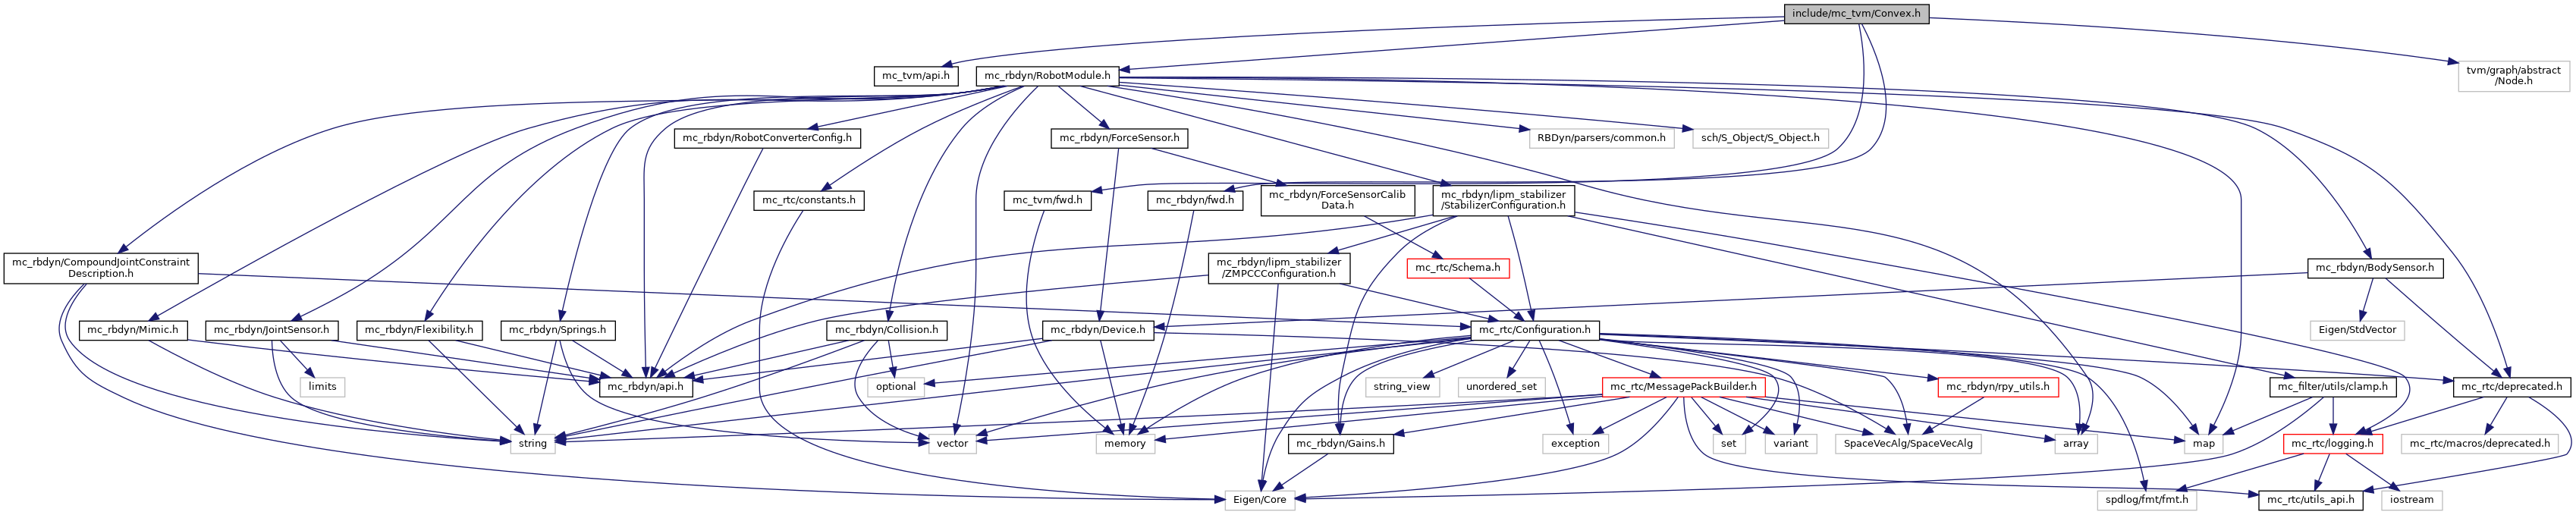 include/mc_tvm/Convex.h
mc_tvm/api.h
mc_rbdyn/RobotModule.h
tvm/graph/abstract
/Node.h
mc_rbdyn/RobotConverterConfig.h
mc_rbdyn/ForceSensor.h
RBDyn/parsers/common.h
sch/S_Object/S_Object.h
mc_rtc/constants.h
mc_tvm/fwd.h
mc_rbdyn/fwd.h
mc_rbdyn/ForceSensorCalib
Data.h
mc_rbdyn/lipm_stabilizer
/StabilizerConfiguration.h
mc_rbdyn/CompoundJointConstraint
Description.h
mc_rbdyn/lipm_stabilizer
/ZMPCCConfiguration.h
mc_rtc/Schema.h
mc_rbdyn/BodySensor.h
mc_rbdyn/Mimic.h
mc_rbdyn/JointSensor.h
mc_rbdyn/Flexibility.h
mc_rbdyn/Springs.h
mc_rbdyn/Collision.h
mc_rbdyn/Device.h
mc_rtc/Configuration.h
Eigen/StdVector
limits
mc_rbdyn/api.h
optional
string_view
unordered_set
mc_rtc/MessagePackBuilder.h
mc_rbdyn/rpy_utils.h
mc_filter/utils/clamp.h
mc_rtc/deprecated.h
string
vector
memory
mc_rbdyn/Gains.h
exception
set
variant
SpaceVecAlg/SpaceVecAlg
array
map
mc_rtc/logging.h
mc_rtc/macros/deprecated.h
Eigen/Core
spdlog/fmt/fmt.h
mc_rtc/utils_api.h
iostream